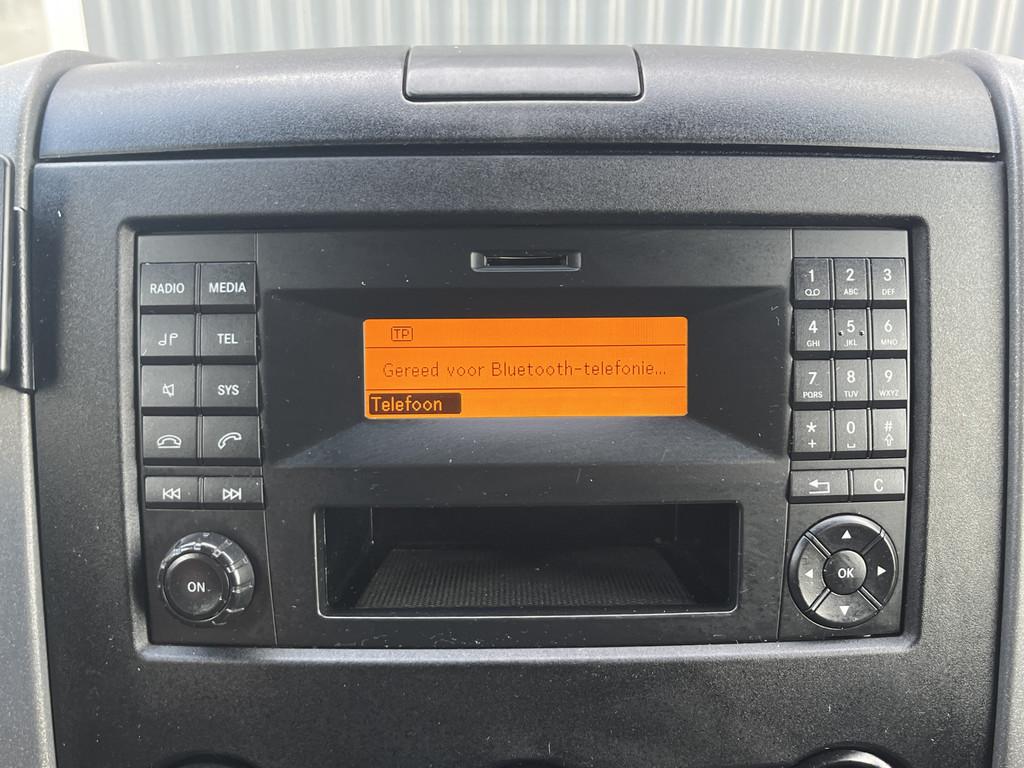 RADIO MEDIA
TEL
SYS
ON
TP
Gereed voor Bluetooth-telefonie...
Telefoon
1 2 3
ABC DEF
4 5 6
GHI JKL MNO
7 8 9
PQRS TUV WXYZ
* 0 #
+
C
OK